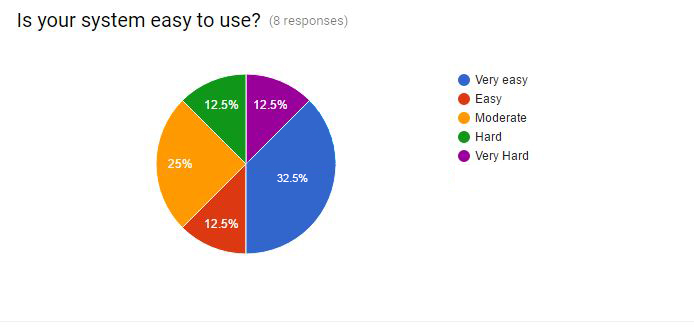 Is your system easy to use? (8 responses)
Very easy
Easy
Moderate
Hard
Very Hard
12.5% 12.5%
25%
32.5%
12.5%